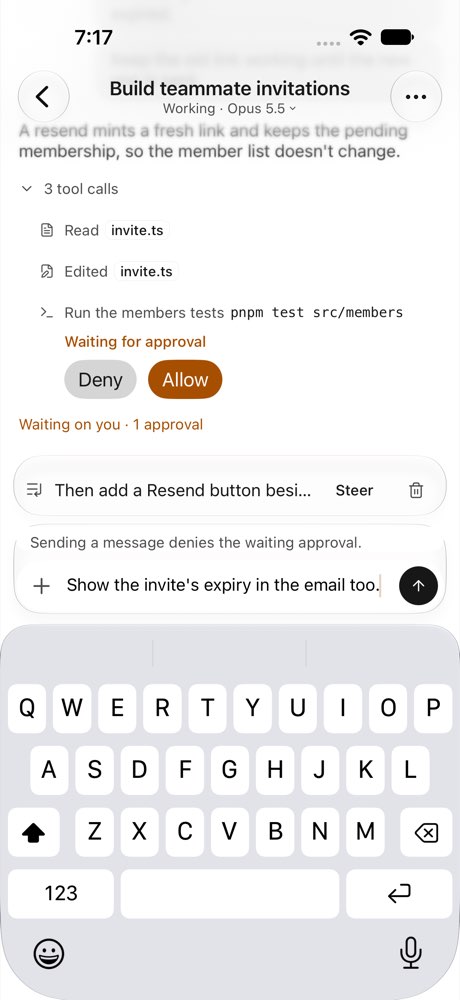 7:17
Build teammate invitations
Working · Opus 5.5
A resend mints a fresh link and keeps the pending
membership, so the member list doesn't change.
3 tool calls
Read invite.ts
Edited invite.ts
Run the members tests pnpm test src/members
Waiting for approval
Deny Allow
Waiting on you · 1 approval
Then add a Resend button besi... Steer
Sending a message denies the waiting approval.
Show the invite's expiry in the email too.
Q W E R T Y U I O P
A S D F G H J K L
Z X C V B N M
123